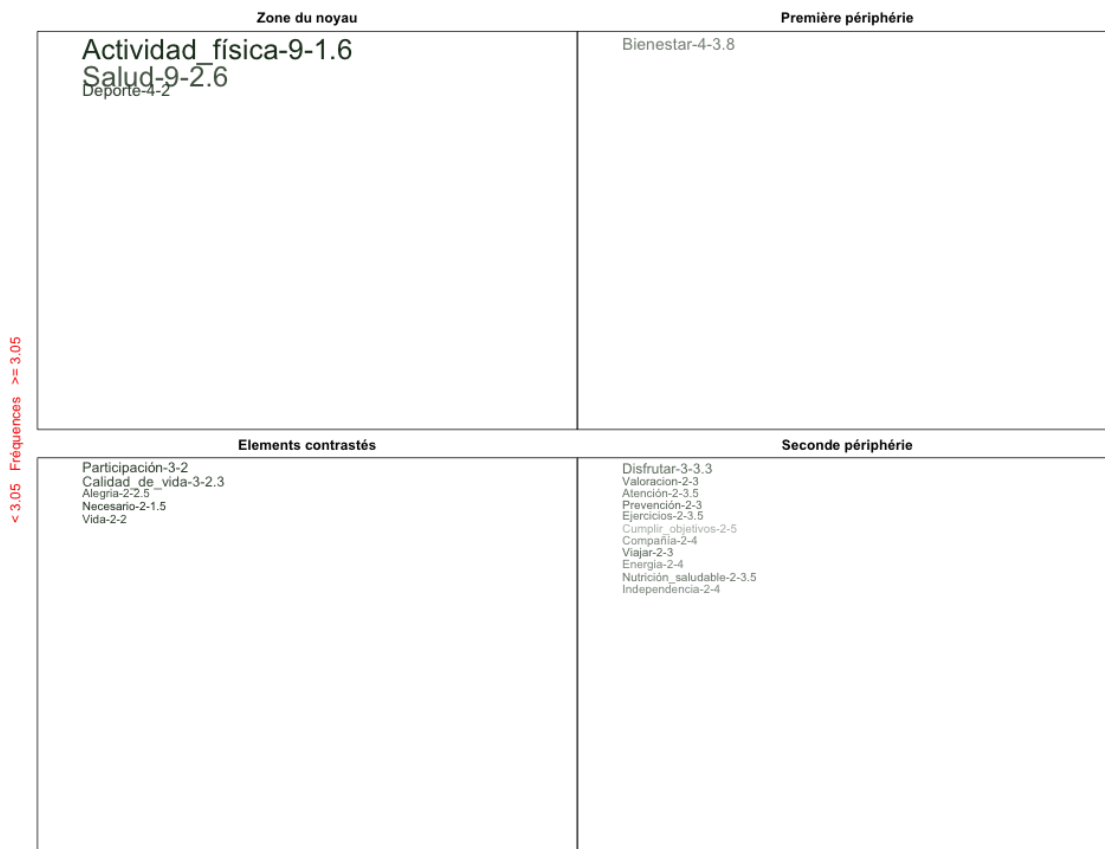 Zone du noyau
Première périphérie
Actividad_física-9-1.6
Salud-9-2.6
Deporte-4-2
Bienestar-4-3.8
< 3.05   Fréquences   >= 3.05
Elements contrastés
Seconde périphérie
Participación-3-2
Calidad_de_vida-3-2.3
Alegria-2-2.5
Necesario-2-1.5
Vida-2-2
Disfrutar-3-3.3
Valoracion-2-3
Atención-2-3.5
Prevención-2-3
Ejercicios-2-3.5
Cumplir_objetivos-2-5
Compañía-2-4
Viajar-2-3
Energia-2-4
Nutrición_saludable-2-3.5
Independencia-2-4